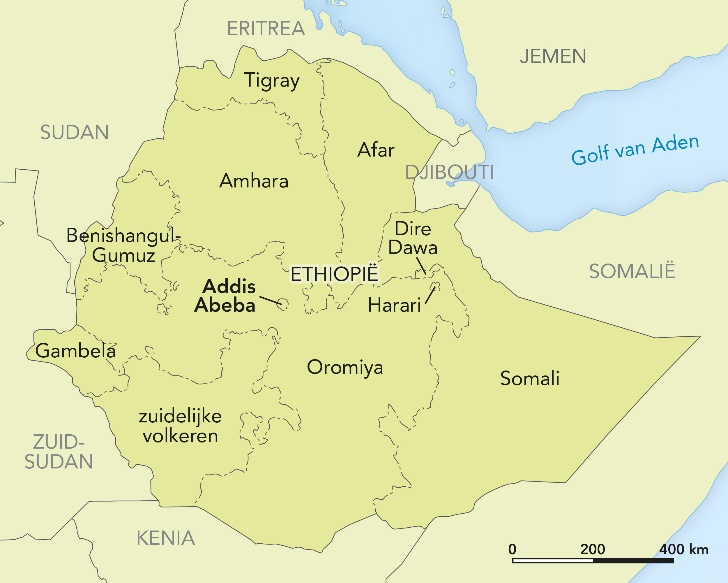 ERITREA
JEMEN
Tigray
SUDAN
Golf van Aden
Afar
DJIBOUTI
Amhara
Dire
Dawa
Benishangul-
Gumuz
ETHIOPIË
SOMALIË
Addis
Abeba
Harari
Gambela
Oromiya
Somali
zuidelijke
volkeren
ZUID-
SUDAN
KENIA
0 200 400 km